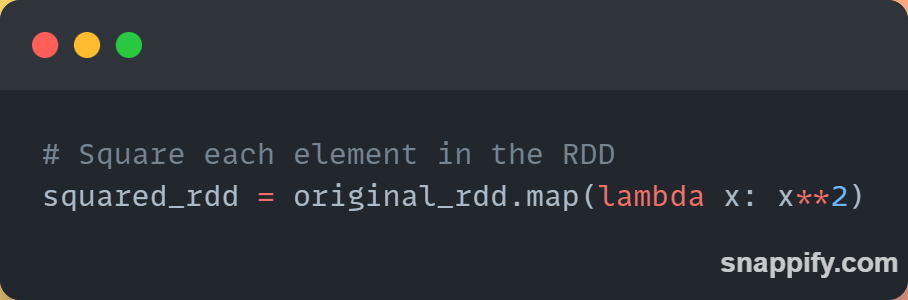 # Square each element in the RDD
squared_rdd = original_rdd.map(lambda x: x**2)
snappify.com